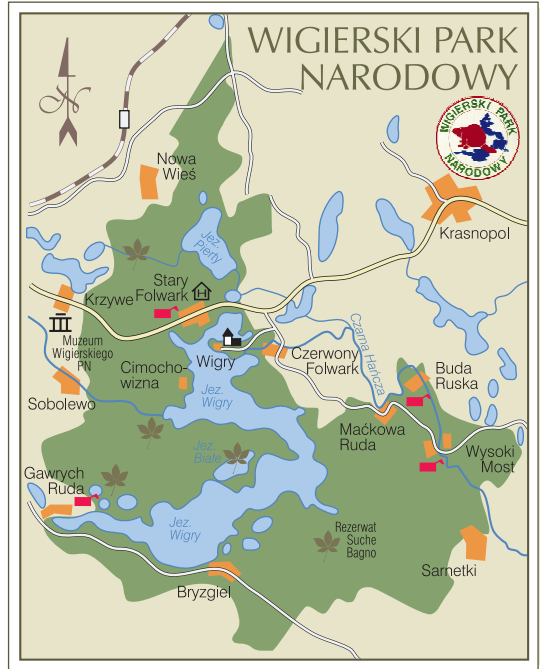 WIGIERSKI PARK
NARODOWY
WIGIERSKI PARK
NARODOWY
N
Nowa
Wieś
Krasnopol
Jez.
Pierty
Stary
Folwark
H
Krzywe
Muzeum
Wigierskiego
PN
Czarna Hańcza
Wigry
Czerwony
Folwark
Cimocho-
wizna
Buda
Ruska
Sobolewo
Jez.
Wigry
Maćkowa
Ruda
Wysoki
Most
Jez.
Białe
Gawrych
Ruda
Jez.
Wigry
Rezerwat
Suche
Bagno
Sarnetki
Bryzgiel